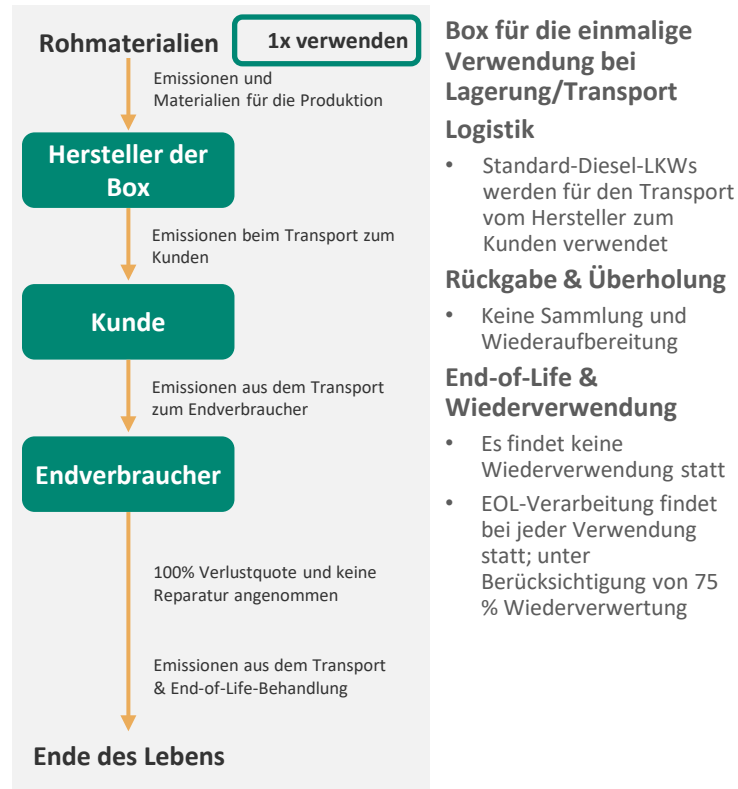 Rohmaterialien
1x verwenden
Emissionen und
Materialien für die Produktion
Hersteller der
Box
Emissionen beim Transport zum
Kunden
Kunde
Emissionen aus dem Transport
zum Endverbraucher
Endverbraucher
100% Verlustquote und keine
Reparatur angenommen
Emissionen aus dem Transport
& End-of-Life-Behandlung
Ende des Lebens
Box für die einmalige
Verwendung bei
Lagerung/Transport
Logistik
• Standard-Diesel-LKWs
werden für den Transport
vom Hersteller zum
Kunden verwendet
Rückgabe & Überholung
• Keine Sammlung und
Wiederaufbereitung
End-of-Life &
Wiederverwendung
• Es findet keine
Wiederverwendung statt
• EOL-Verarbeitung findet
bei jeder Verwendung
statt; unter
Berücksichtigung von 75
% Wiederverwertung